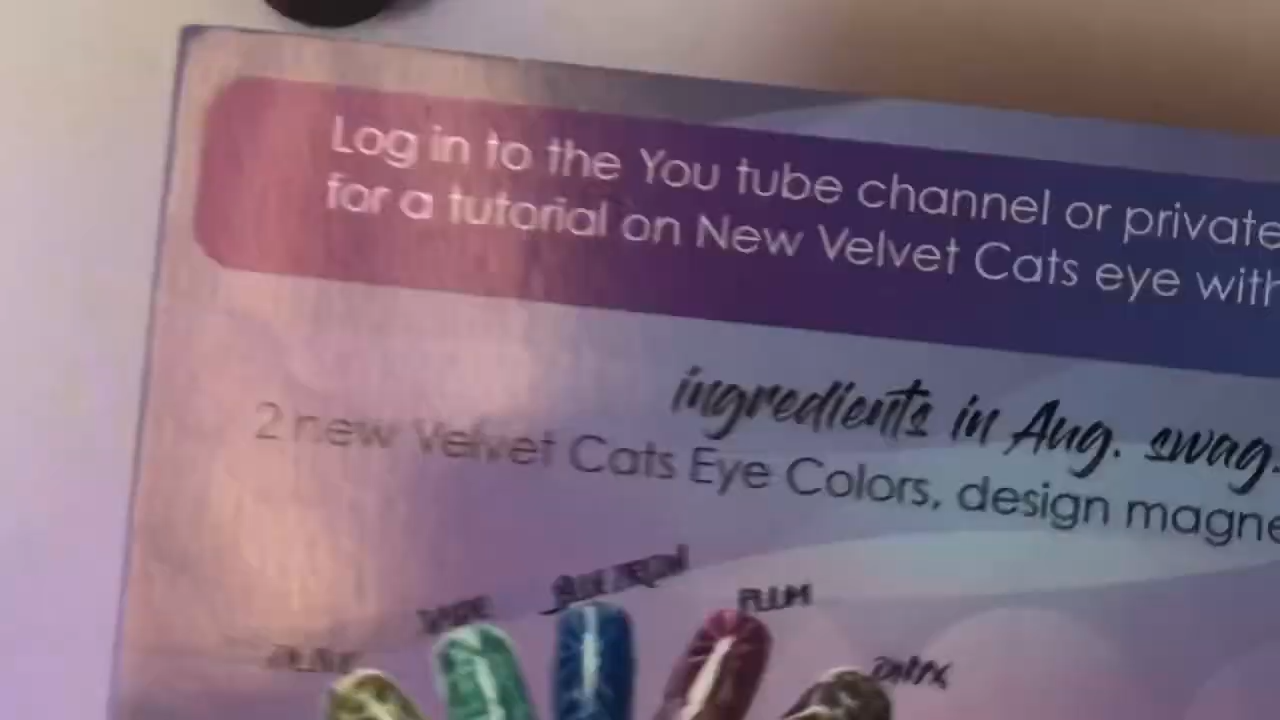 Log in to the You tube channel or private
for a tutorial on New Velvet Cats eye with
ingredients in Aug. swag
2 new Velvet Cats Eye Colors, design magne
PLUM